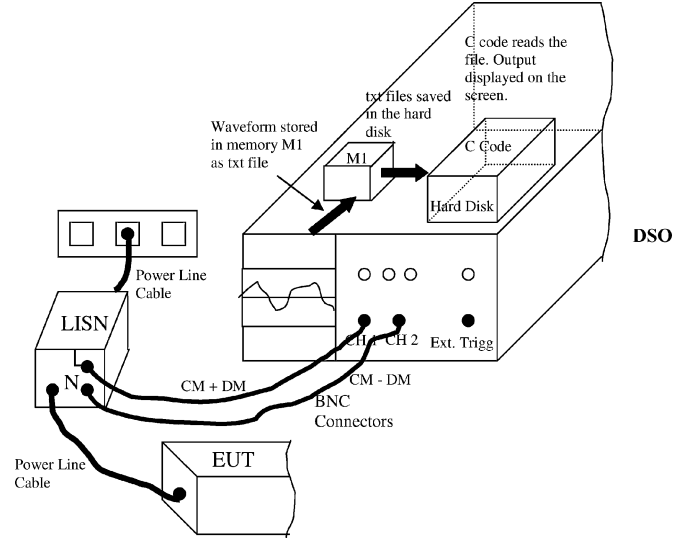 C code reads the
file. Output
displayed on the
screen.
txt files saved
in the hard
disk
Waveform stored
in memory M1
as txt file
M1
C Code
Hard Disk
DSO
Power Line
Cable
LISN
N
CH 1
CH 2
Ext. Trigg
CM + DM
CM - DM
BNC
Connectors
Power Line
Cable
EUT